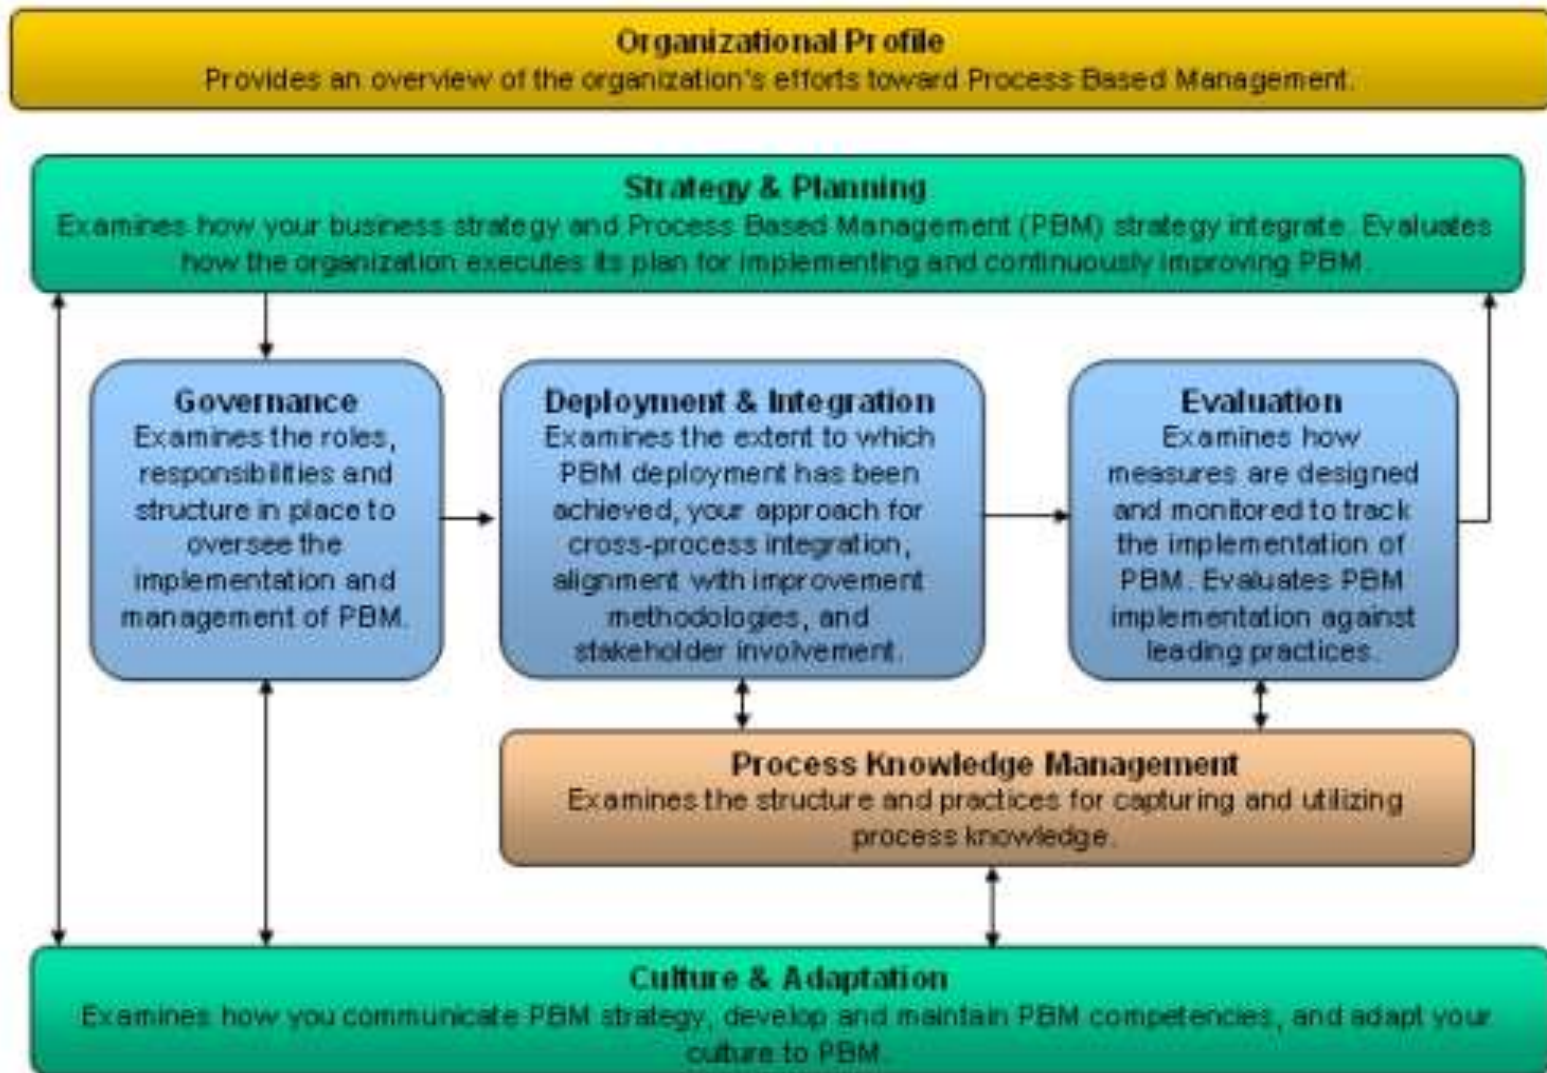 Organizational Profile
Provides an overview of the organization's efforts toward Process Based Management.
Strategy & Planning
Examines how your business strategy and Process Based Management (PBM) strategy integrate. Evaluates
how the organization executes its plan for implementing and continuously improving PBM.
Governance
Examines the roles,
responsibilities and
structure in place to
oversee the
implementation and
management of PBM.
Deployment & Integration
Examines the extent to which
PBM deployment has been
achieved, your approach for
cross-process integration,
alignment with improvement
methodologies, and
stakeholder involvement.
Evaluation
Examines how
measures are designed
and monitored to track
the implementation of
PBM. Evaluates PBM
implementation against
leading practices.
Process Knowledge Management
Examines the structure and practices for capturing and utilizing
process knowledge.
Culture & Adaptation
Examines how you communicate PBM strategy, develop and maintain PBM competencies, and adapt your
culture to PBM.